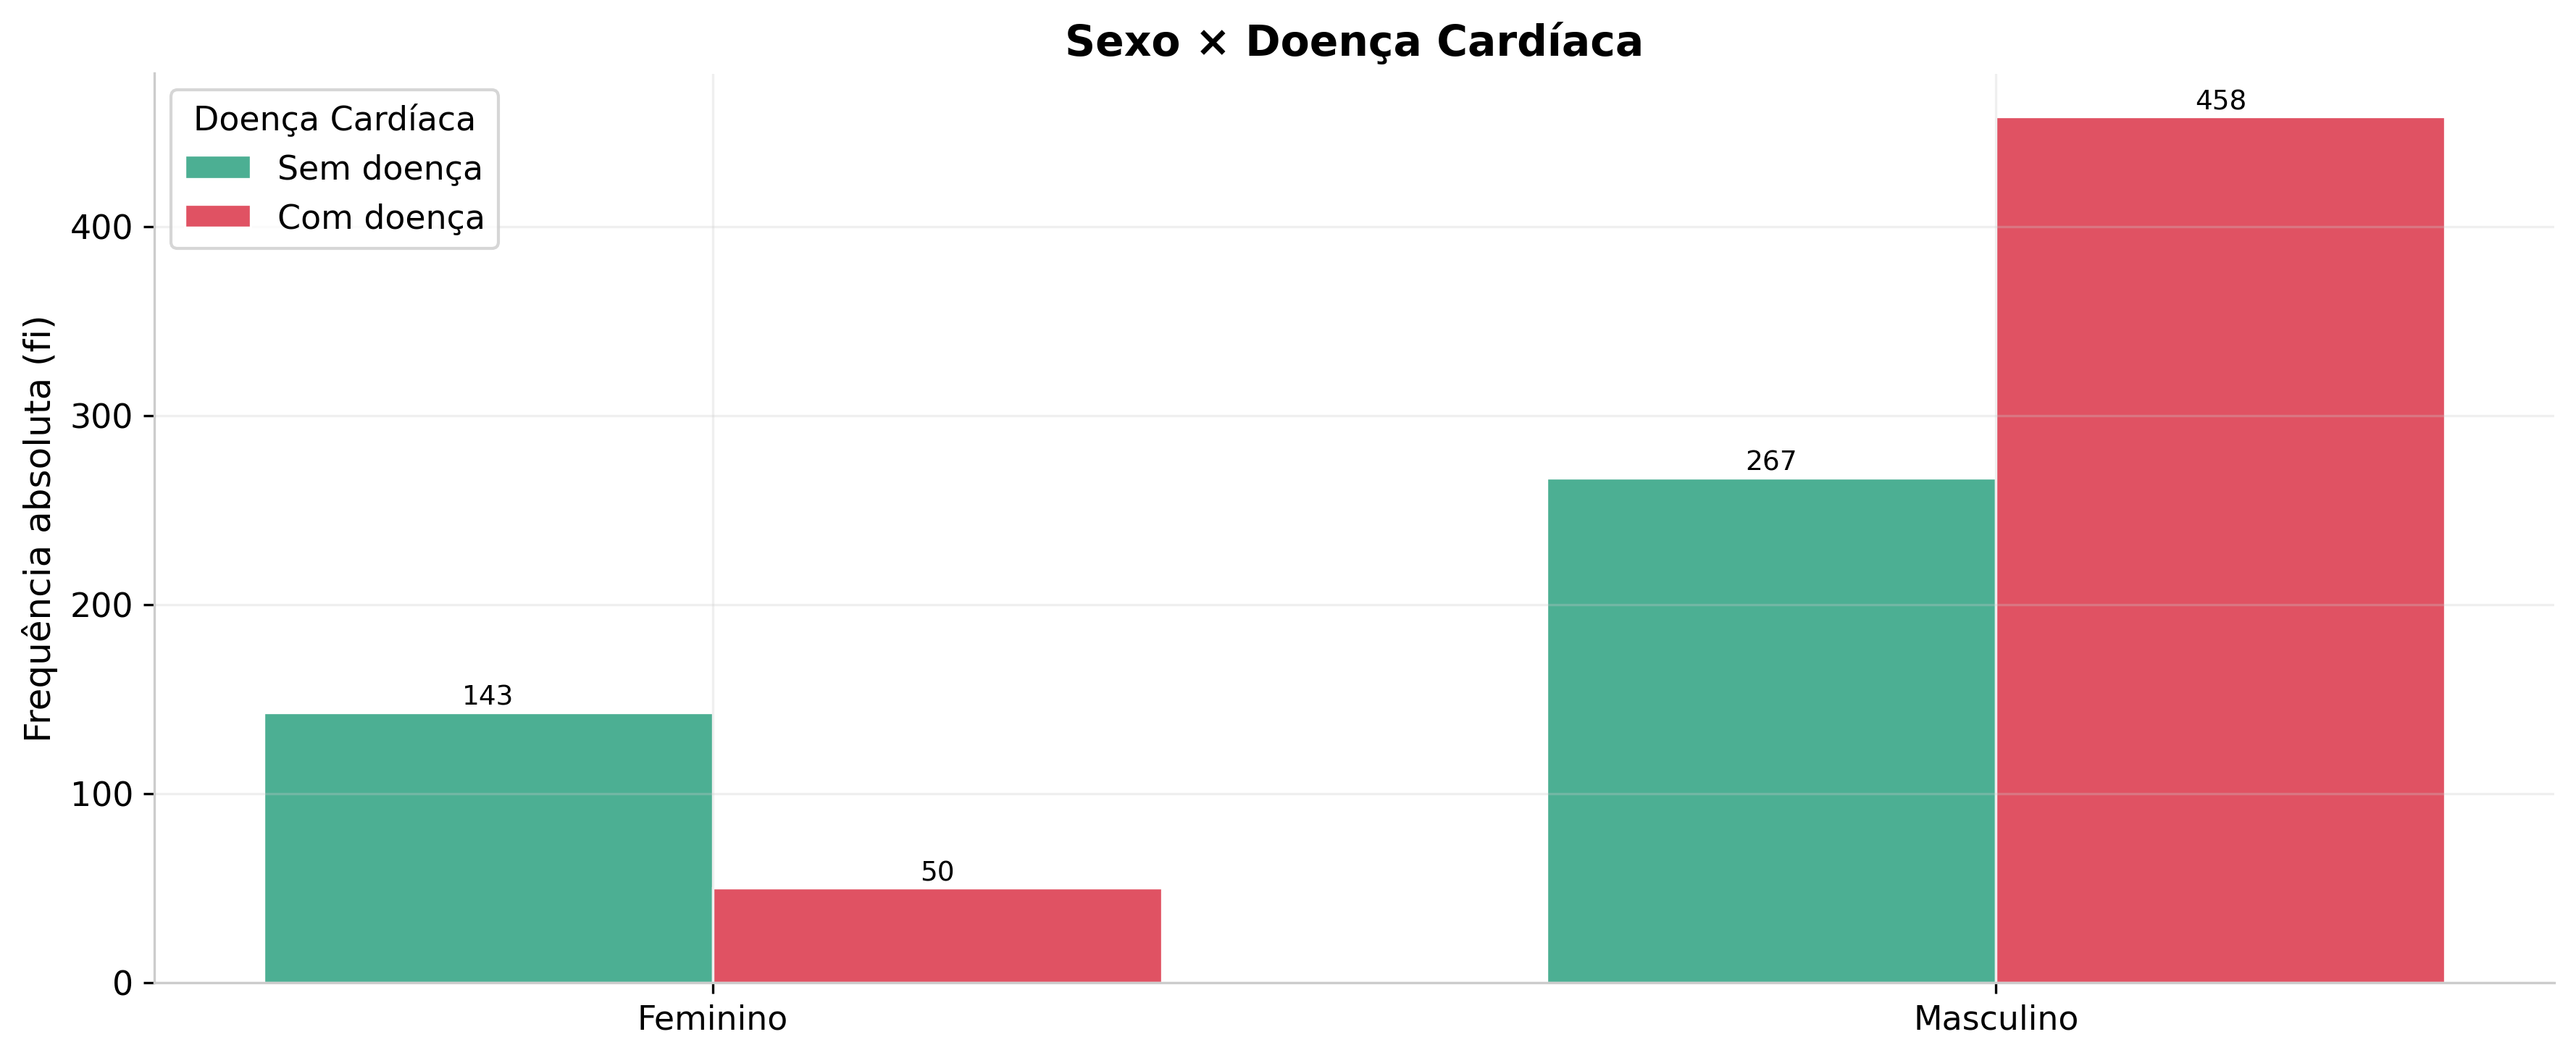 Sexo × Doença Cardíaca
Doença Cardíaca
Sem doença
Com doença
Frequência absoluta (fi)
400
300
200
100
0
143
50
267
458
Feminino
Masculino